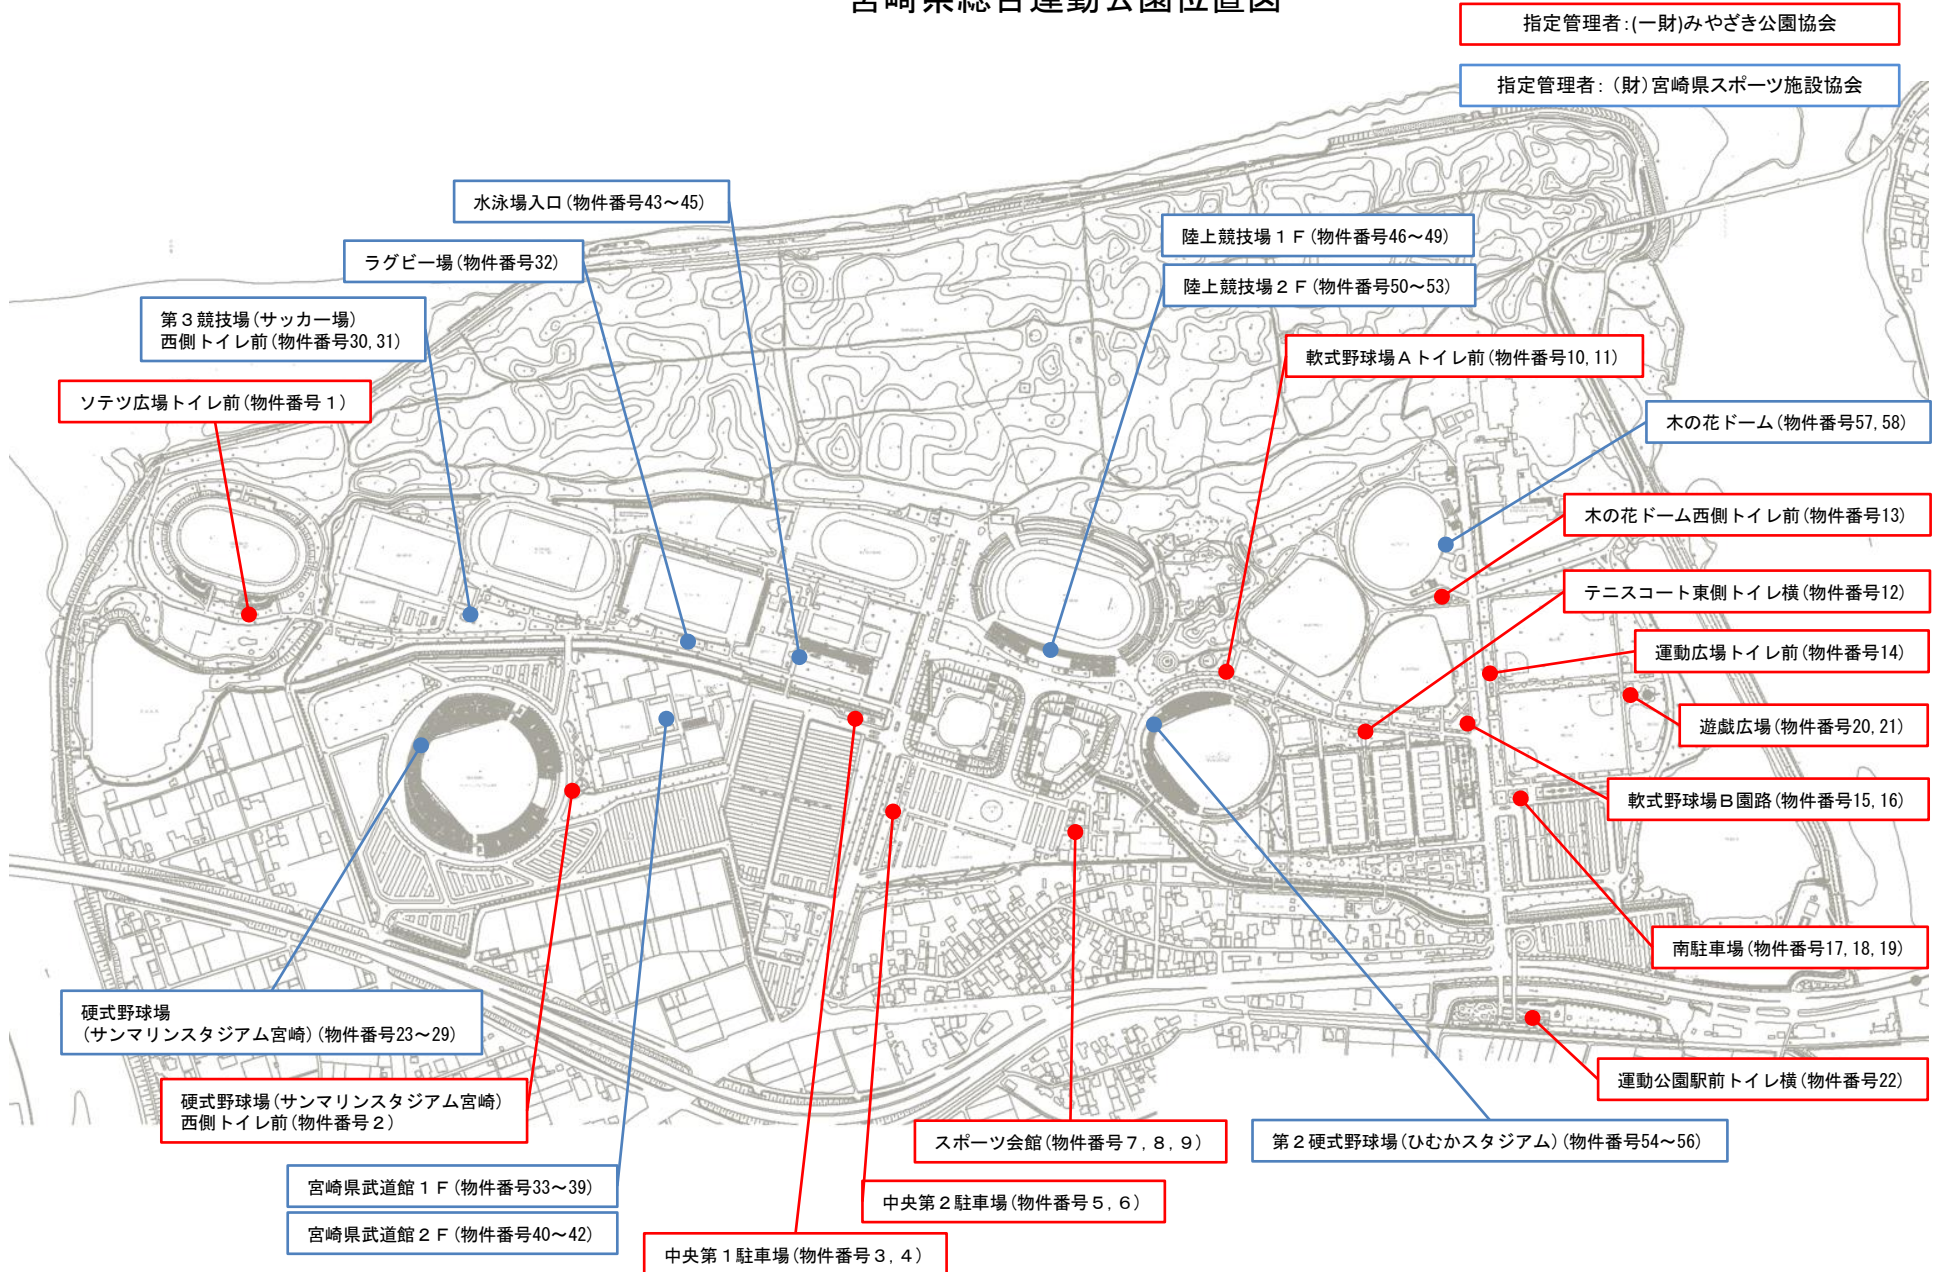 宮崎県総合運動公園位置図
指定管理者:(一財)みやざき公園協会
指定管理者:(財)宮崎県スポーツ施設協会
水泳場入口(物件番号43～45)
陸上競技場1F(物件番号46～49)
ラグビー場(物件番号32)
陸上競技場2F(物件番号50～53)
第3競技場(サッカー場)
西側トイレ前(物件番号30,31)
軟式野球場Aトイレ前(物件番号10,11)
ソテツ広場トイレ前(物件番号1)
木の花ドーム(物件番号57,58)
木の花ドーム西側トイレ前(物件番号13)
テニスコート東側トイレ横(物件番号12)
運動広場トイレ前(物件番号14)
遊戯広場(物件番号20,21)
軟式野球場B園路(物件番号15,16)
南駐車場(物件番号17,18,19)
硬式野球場
(サンマリンスタジアム宮崎)(物件番号23～29)
運動公園駅前トイレ横(物件番号22)
硬式野球場(サンマリンスタジアム宮崎)
西側トイレ前(物件番号2)
スポーツ会館(物件番号7,8,9)
第2硬式野球場(ひむかスタジアム)(物件番号54～56)
宮崎県武道館1F(物件番号33～39)
中央第2駐車場(物件番号5,6)
宮崎県武道館2F(物件番号40～42)
中央第1駐車場(物件番号3,4)